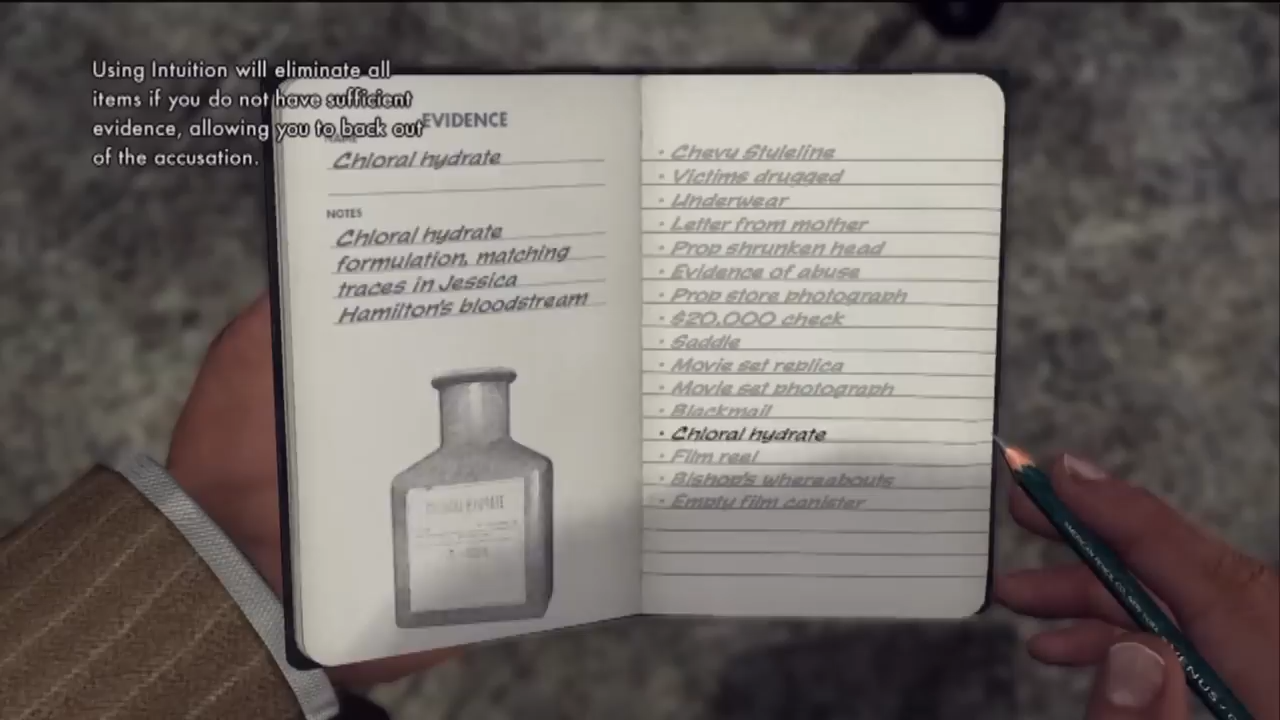 Using Intuition will eliminate all
items if you do not have sufficient
evidence, allowing you to back out
of the accusation.
EVIDENCE
NAME
Chloral hydrate
NOTES
Chloral hydrate
formulation, matching
traces in Jessica
Hamilton's bloodstream
• Chevy Styleline
• Victims drugged
• Underwear
• Letter from mother
• Prop shrunken head
• Evidence of abuse
• Prop store photograph
• $20,000 check
• Saddle
• Movie set replica
• Movie set photograph
• Blackmail
• Chloral hydrate
• Film reel
• Bishop's whereabouts
• Empty film canister
VENUS